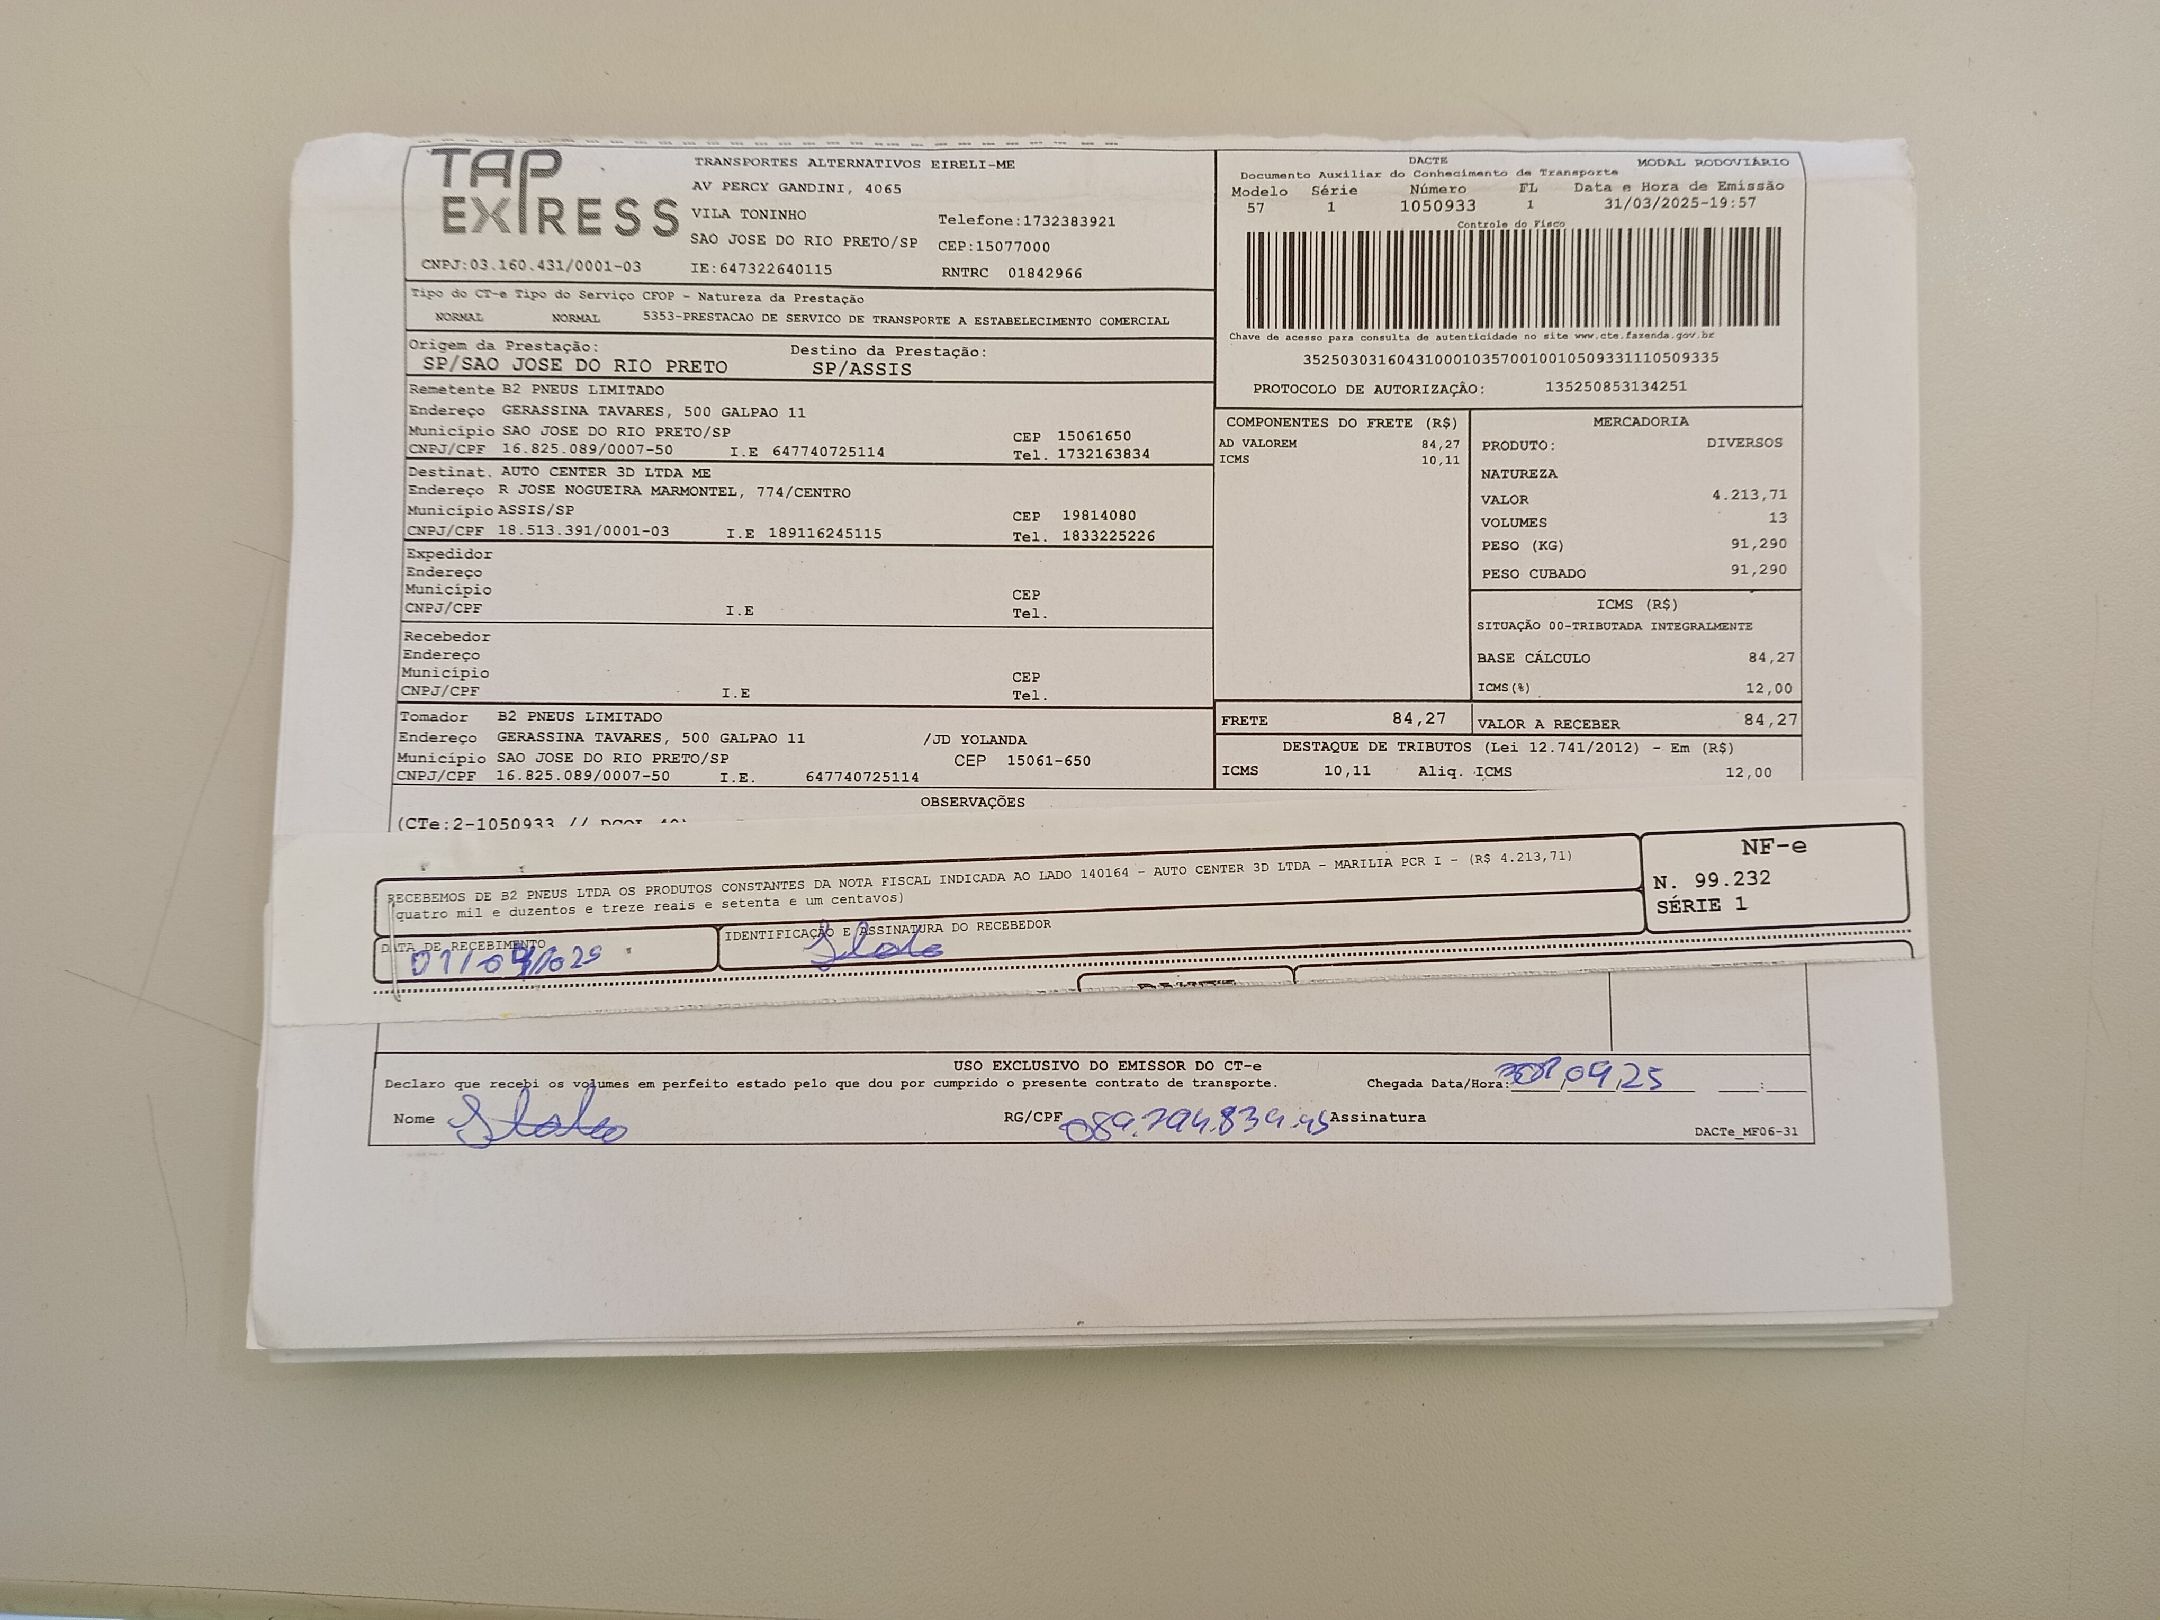 TAP EXPRESS
TRANSPORTES ALTERNATIVOS EIRELI-ME
AV PERCY GANDINI, 4065
VILA TONINHO Telefone:1732383921
SAO JOSE DO RIO PRETO/SP CEP:15077000
CNPJ:03.160.431/0001-03 IE:647322640115 RNTRC 01842966
DACTE MODAL RODOVIÁRIO
Documento Auxiliar do Conhecimento de Transporte
Modelo Série Número FL Data e Hora de Emissão
57 1 1050933 1 31/03/2025-19:57
Controle do Fisco
Chave de acesso para consulta de autenticidade no site www.cte.fazenda.gov.br
35250303160431000103570010010509331110509335
PROTOCOLO DE AUTORIZAÇÂO: 135250853134251
Tipo do CT-e Tipo do Serviço CFOP - Natureza da Prestação
NORMAL NORMAL 5353-PRESTACAO DE SERVICO DE TRANSPORTE A ESTABELECIMENTO COMERCIAL
Origem da Prestação: Destino da Prestação:
SP/SAO JOSE DO RIO PRETO SP/ASSIS
Remetente B2 PNEUS LIMITADO
Endereço GERASSINA TAVARES, 500 GALPAO 11
Município SAO JOSE DO RIO PRETO/SP CEP 15061650
CNPJ/CPF 16.825.089/0007-50 I.E 647740725114 Tel. 1732163834
Destinat. AUTO CENTER 3D LTDA ME
Endereço R JOSE NOGUEIRA MARMONTEL, 774/CENTRO
Município ASSIS/SP CEP 19814080
CNPJ/CPF 18.513.391/0001-03 I.E 189116245115 Tel. 1833225226
Expedidor
Endereço
Município CEP
CNPJ/CPF I.E Tel.
Recebedor
Endereço
Município CEP
CNPJ/CPF I.E Tel.
Tomador B2 PNEUS LIMITADO
Endereço GERASSINA TAVARES, 500 GALPAO 11 /JD YOLANDA
Município SAO JOSE DO RIO PRETO/SP CEP 15061-650
CNPJ/CPF 16.825.089/0007-50 I.E. 647740725114
COMPONENTES DO FRETE (R$)
AD VALOREM 84,27
ICMS 10,11
MERCADORIA
PRODUTO: DIVERSOS
NATUREZA
VALOR 4.213,71
VOLUMES 13
PESO (KG) 91,290
PESO CUBADO 91,290
ICMS (R$)
SITUAÇÃO 00-TRIBUTADA INTEGRALMENTE
BASE CÁLCULO 84,27
ICMS(%) 12,00
FRETE 84,27 VALOR A RECEBER 84,27
DESTAQUE DE TRIBUTOS (Lei 12.741/2012) - Em (R$)
ICMS 10,11 Aliq. ICMS 12,00
OBSERVAÇÕES
(CTe:2-1050933 //
RECEBEMOS DE B2 PNEUS LTDA OS PRODUTOS CONSTANTES DA NOTA FISCAL INDICADA AO LADO 140164 - AUTO CENTER 3D LTDA - MARILIA PCR I - (R$ 4.213,71)
quatro mil e duzentos e treze reais e setenta e um centavos)
DATA DE RECEBIMENTO IDENTIFICAÇÃO E ASSINATURA DO RECEBEDOR
NF-e
N. 99.232
SÉRIE 1
USO EXCLUSIVO DO EMISSOR DO CT-e
Declaro que recebi os volumes em perfeito estado pelo que dou por cumprido o presente contrato de transporte. Chegada Data/Hora: 04,25 :
Nome RG/CPF Assinatura
DACTe_MF06-31